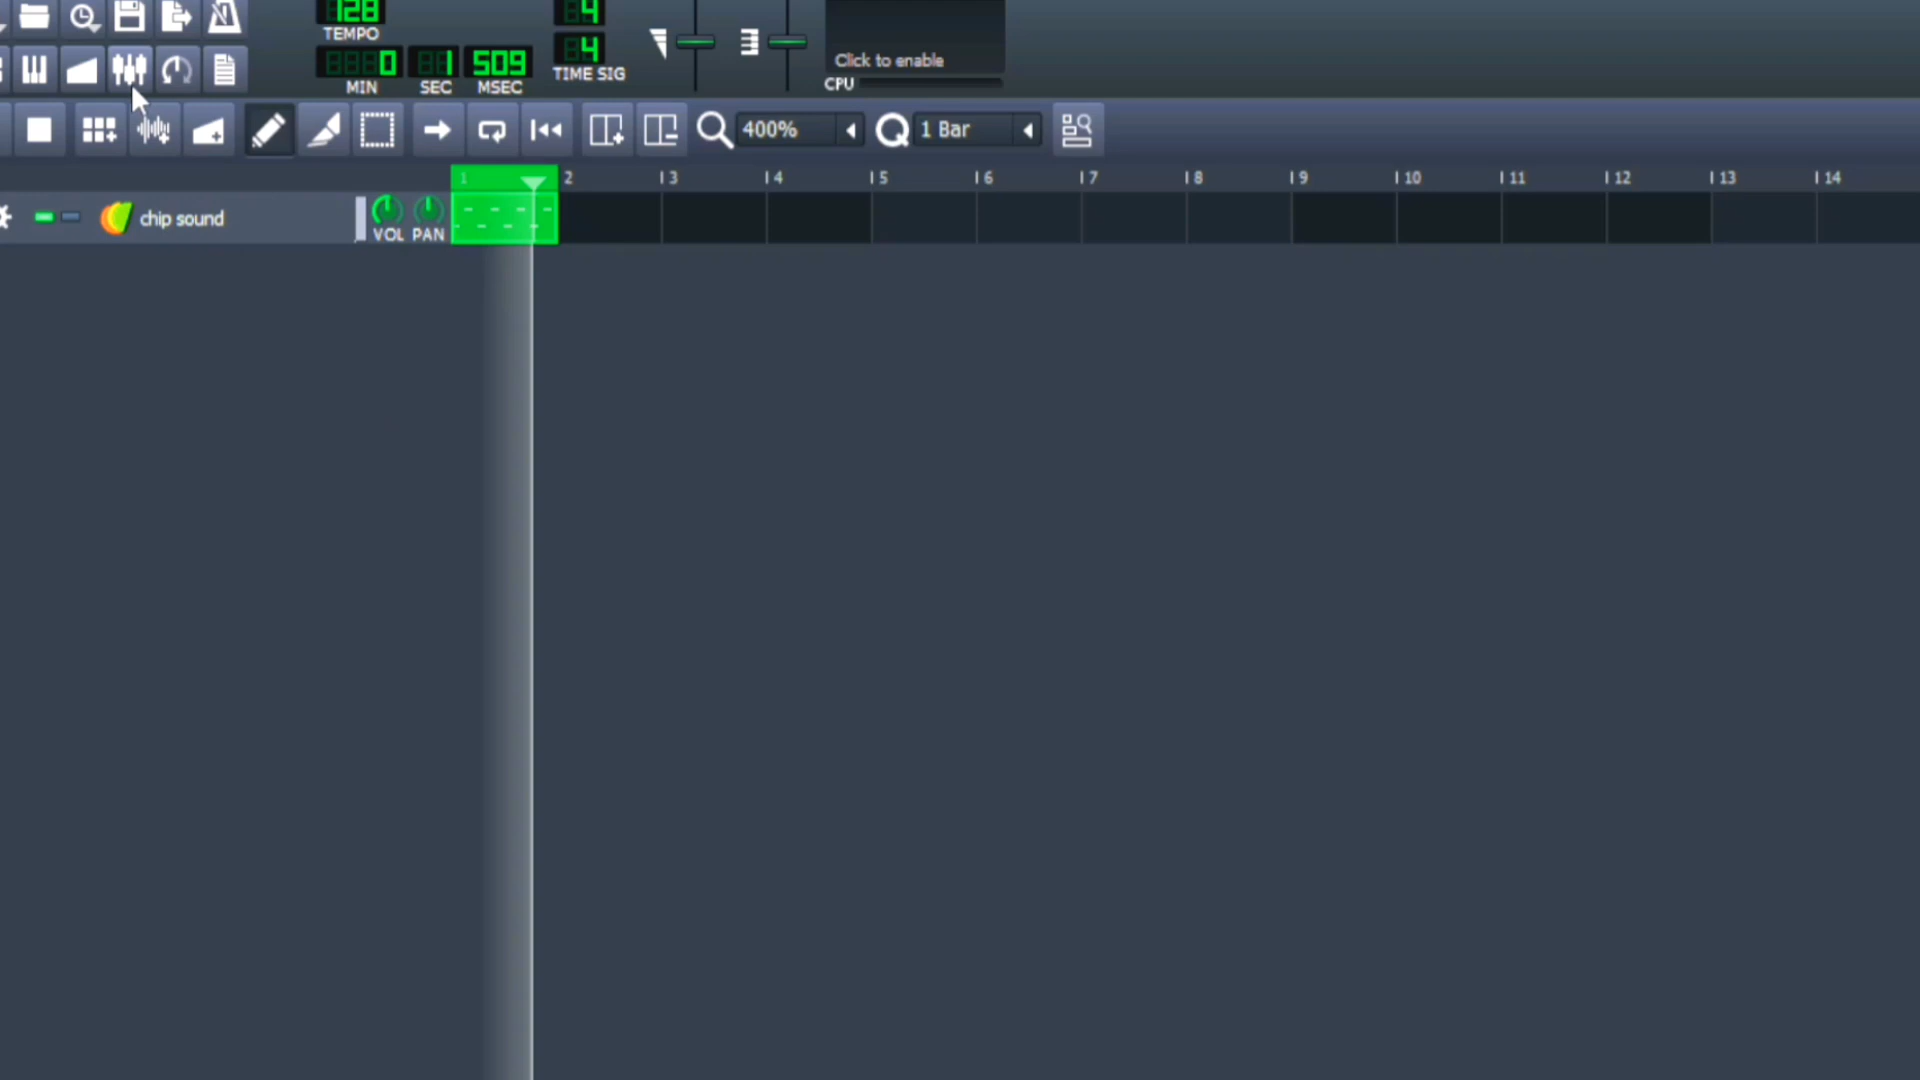 128
TEMPO
4
4
TIME SIG
0
MIN
1
SEC
509
MSEC
Click to enable
CPU
400%
1 Bar
1 2 3 4 5 6 7 8 9 10 11 12 13 14
chip sound
VOL PAN